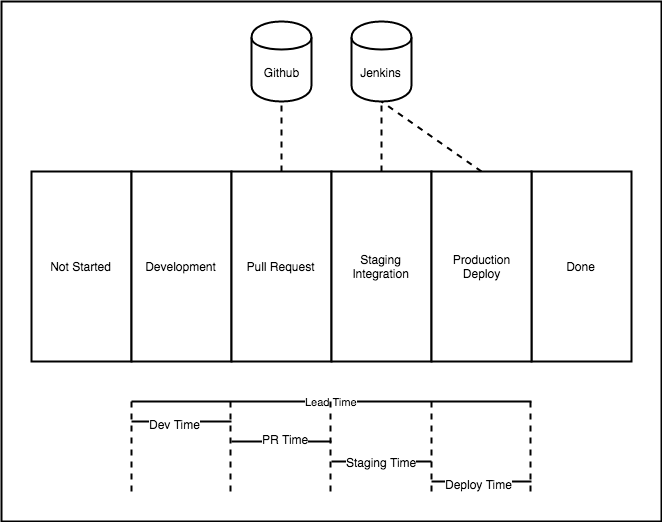 Github
Jenkins
Not Started
Development
Pull Request
Staging
Integration
Production
Deploy
Done
Lead Time
Dev Time
PR Time
Staging Time
Deploy Time